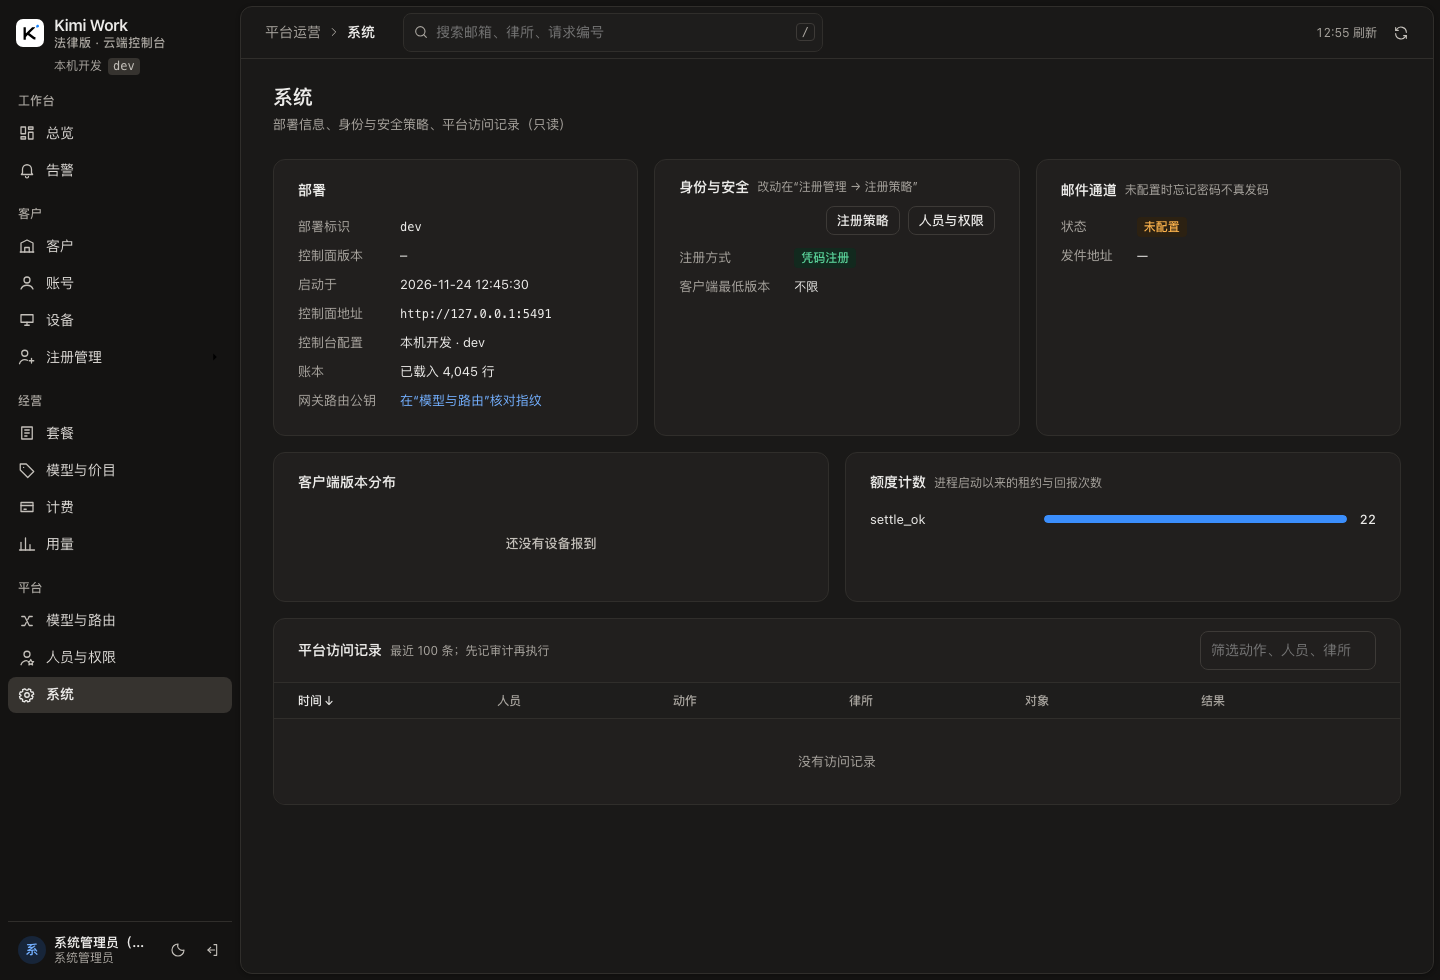 Kimi Work
法律版 · 云端控制台
本机开发 dev
工作台
总览
告警
客户
客户
账号
设备
注册管理
经营
套餐
模型与价目
计费
用量
平台
模型与路由
人员与权限
系统
系 系统管理员（...
系统管理员
平台运营 > 系统
搜索邮箱、律所、请求编号 /
12:55 刷新
系统
部署信息、身份与安全策略、平台访问记录（只读）
部署
部署标识 dev
控制面版本 —
启动于 2026-11-24 12:45:30
控制面地址 http://127.0.0.1:5491
控制台配置 本机开发 · dev
账本 已载入 4,045 行
网关路由公钥 在“模型与路由”核对指纹
身份与安全 改动在“注册管理 → 注册策略”
注册策略 人员与权限
注册方式 凭码注册
客户端最低版本 不限
邮件通道 未配置时忘记密码不真发码
状态 未配置
发件地址 —
客户端版本分布
还没有设备报到
额度计数 进程启动以来的租约与回报次数
settle_ok 22
平台访问记录 最近 100 条；先记审计再执行
筛选动作、人员、律所
时间 ↓ 人员 动作 律所 对象 结果
没有访问记录